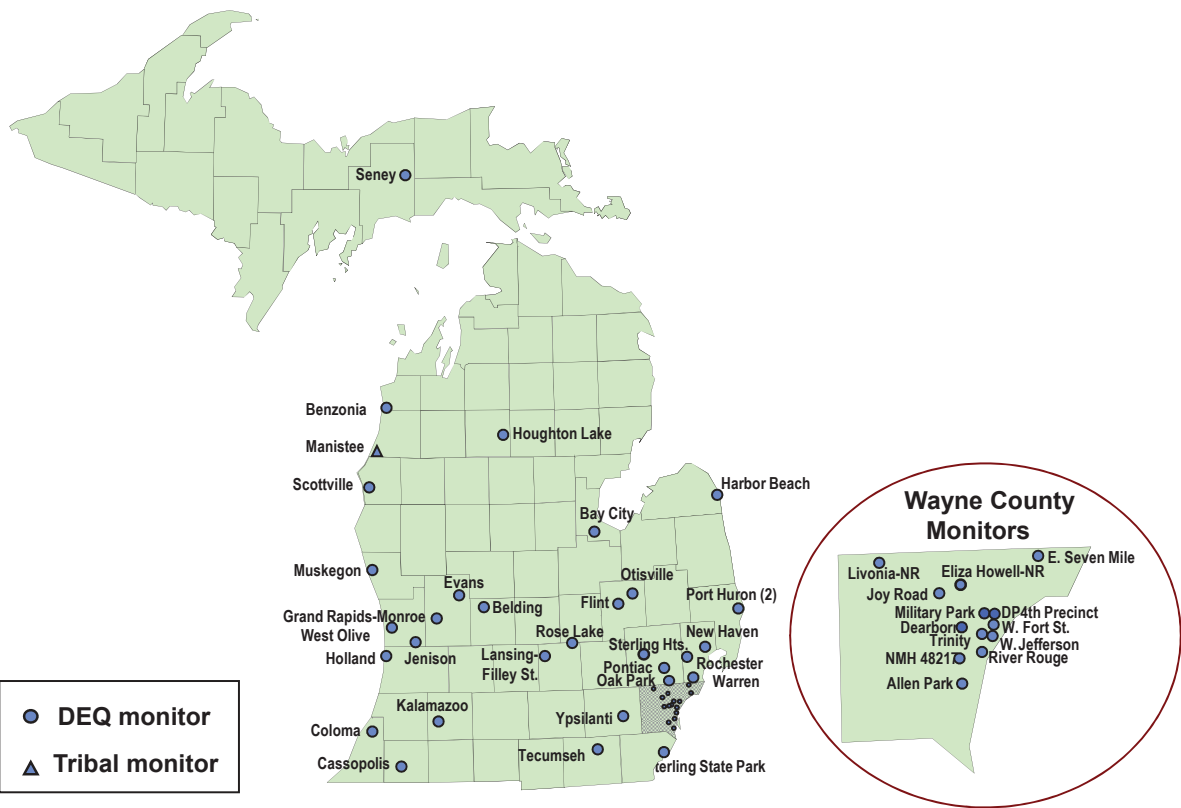 Seney
Benzonia
Houghton Lake
Manistee
Scottville
Harbor Beach
Bay City
Muskegon
Evans
Otisville
Belding
Flint
Port Huron (2)
Grand Rapids-Monroe
West Olive
Rose Lake
Sterling Hts.
New Haven
Holland
Jenison
Lansing-
Filley St.
Pontiac
Rochester
Oak Park
Warren
Kalamazoo
Ypsilanti
Coloma
Tecumseh
Cassopolis
terling State Park
DEQ monitor
Tribal monitor
Wayne County
Monitors
E. Seven Mile
Livonia-NR
Eliza Howell-NR
Joy Road
Military Park
DP4th Precinct
Dearborn
W. Fort St.
Trinity
W. Jefferson
NMH 48217
River Rouge
Allen Park